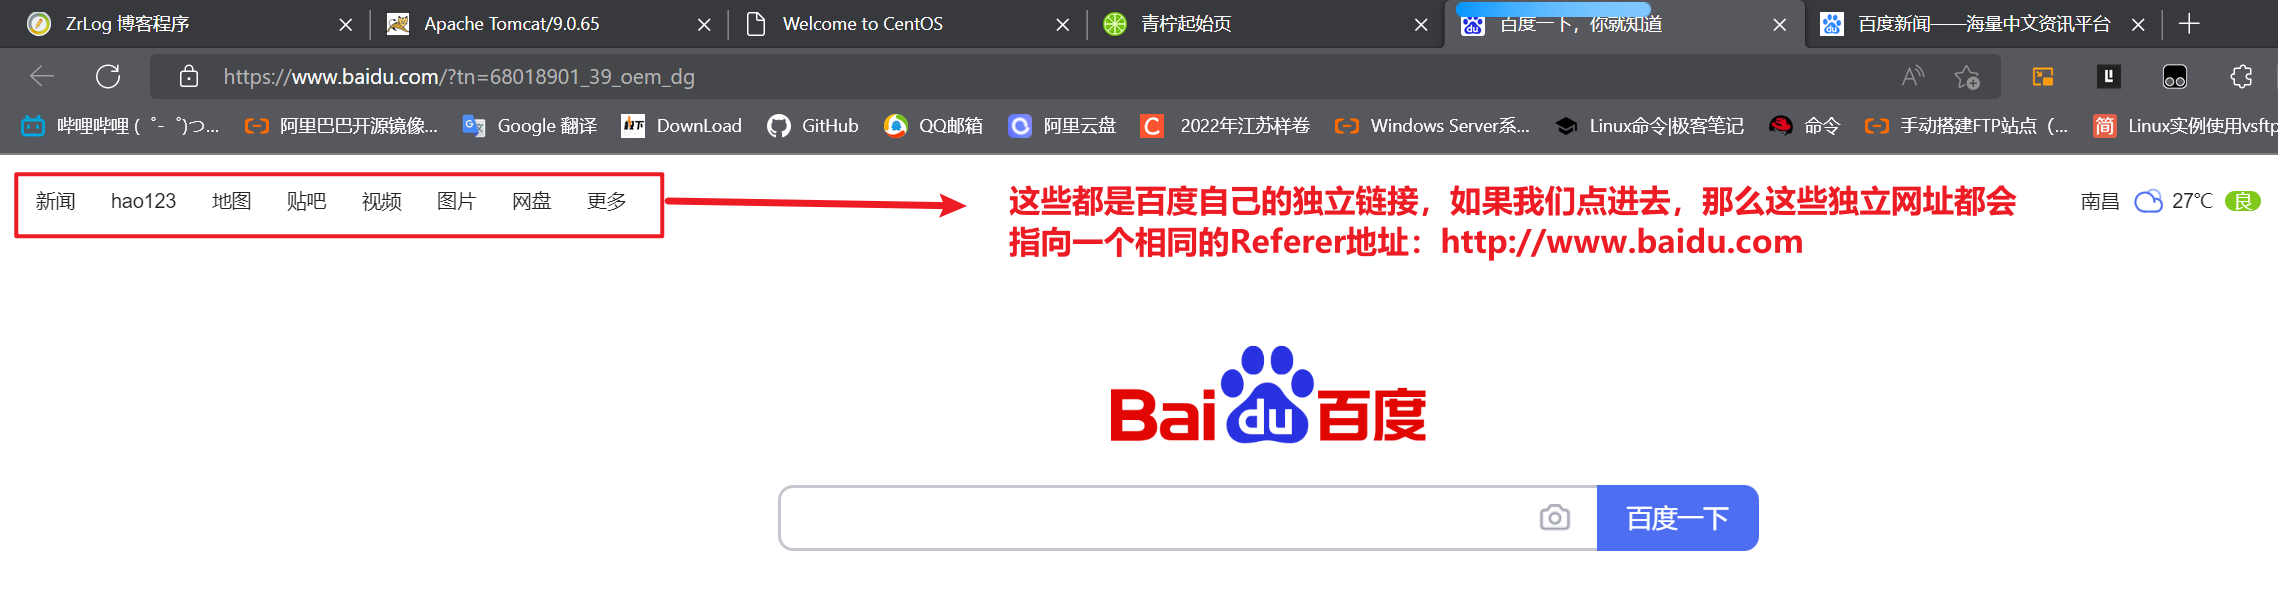 ZrLog 博客程序
Apache Tomcat/9.0.65
Welcome to CentOS
青柠起始页
百度一下，你就知道
百度新闻——海量中文资讯平台
https://www.baidu.com/?tn=68018901_39_oem_dg
哔哩哔哩 ( ゜- ゜)つ...
阿里巴巴开源镜像...
Google 翻译
DownLoad
GitHub
QQ邮箱
阿里云盘
2022年江苏样卷
Windows Server系...
Linux命令|极客笔记
命令
手动搭建FTP站点（...
简 Linux实例使用vsftp
新闻 hao123 地图 贴吧 视频 图片 网盘 更多
这些都是百度自己的独立链接，如果我们点进去，那么这些独立网址都会
指向一个相同的Referer地址：http://www.baidu.com
南昌 27℃ 良
Bai du 百度
百度一下